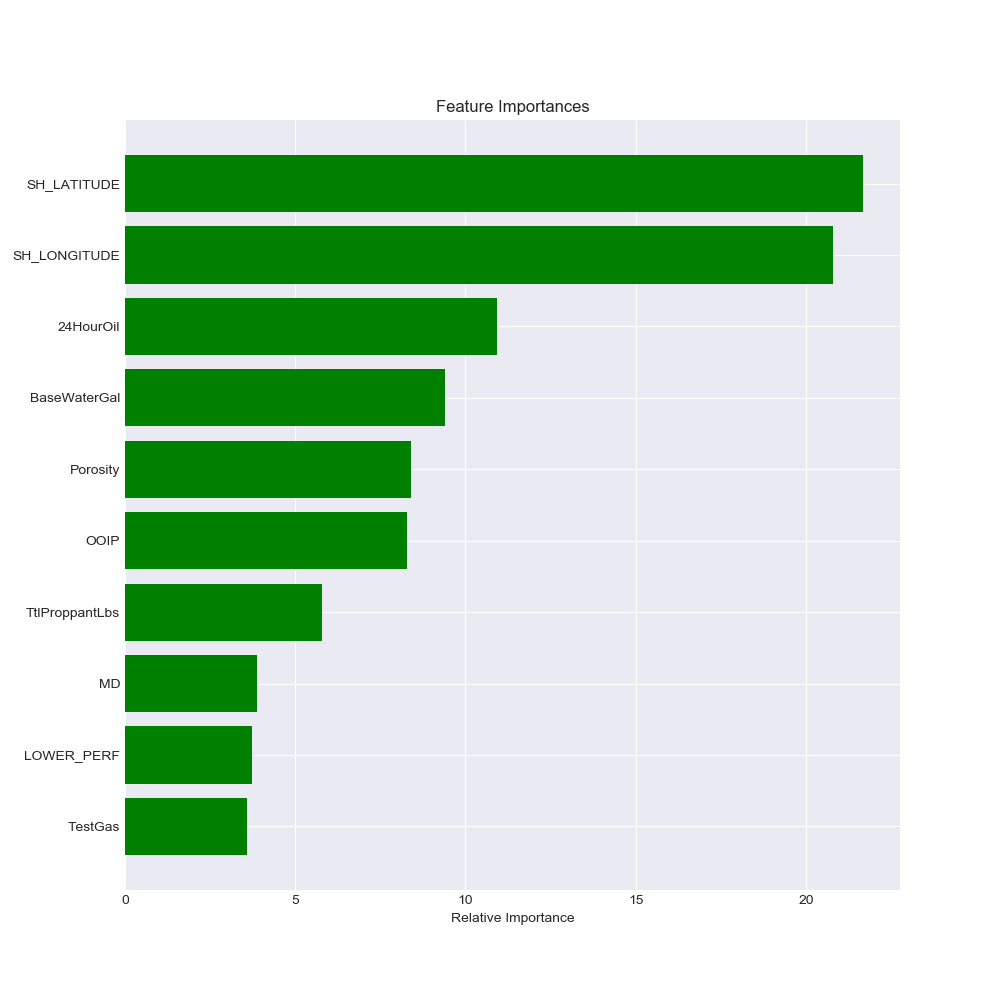 Feature Importances
SH_LATITUDE
SH_LONGITUDE
24HourOil
BaseWaterGal
Porosity
OOIP
TtlProppantLbs
MD
LOWER_PERF
TestGas
0 5 10 15 20
Relative Importance